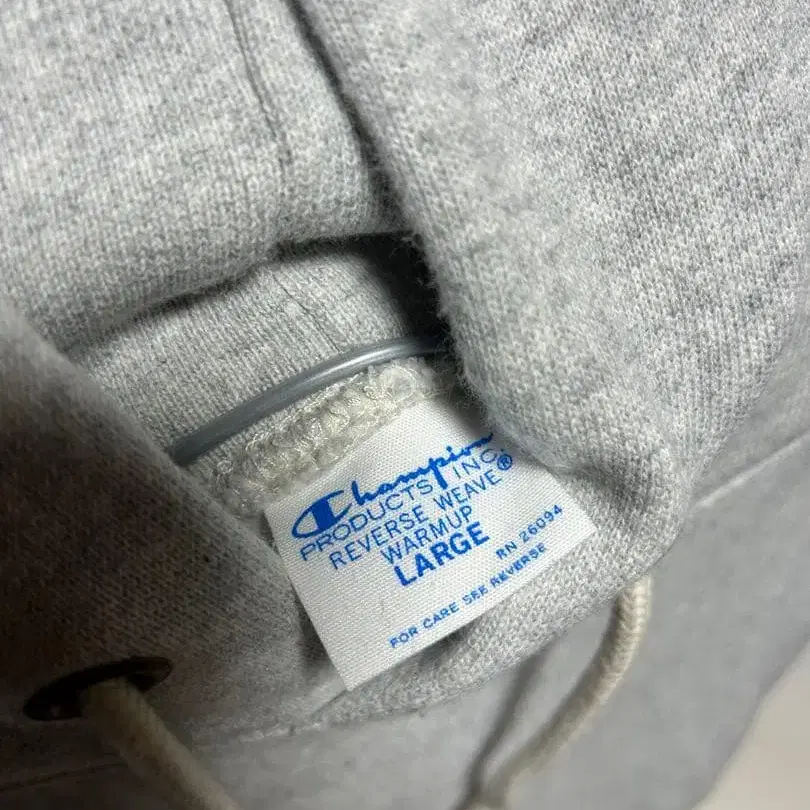 Champion
PRODUCTS INC.
REVERSE WEAVE®
WARMUP
LARGE
RN 26094
FOR CARE SEE REVERSE